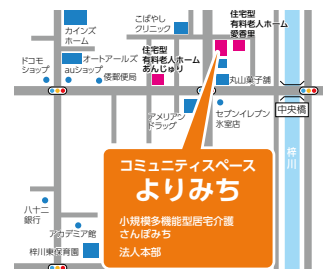 カインズ
ホーム
こばやし
クリニック
住宅型
有料老人ホーム
愛香里
住宅型
有料老人ホーム
あんじゅり
ドコモ
ショップ
オートアールズ
auショップ
倭郵便局
丸山菓子舗
アメリアン
ドラッグ
セブンイレブン
氷室店
中央橋
梓川
コミュニティスペース
よりみち
小規模多機能型居宅介護
さんぽみち
法人本部
八十二
銀行
アカデミア館
梓川東保育園